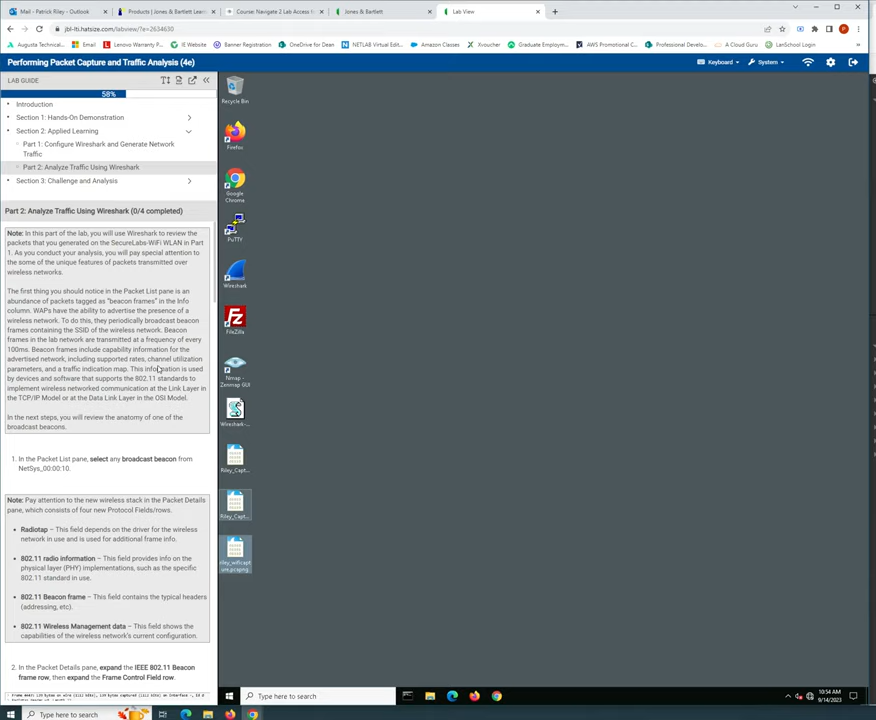 Mail - Patrick Riley - Outlook
Products | Jones & Bartlett Lear
Course: Navigate 2 Lab Access f
Jones & Bartlett
Lab View
jbl-lti.hatsize.com/labview/?e=2634630
Augusta Technical...
Lenovo Warranty P...
IE Website
Banner Registration
OneDrive for Dean
NETLAB Virtual Edit...
Amazon Classes
Xvoucher
Graduate Employm...
AWS Promotional C...
Professional Develo...
A Cloud Guru
LanSchool Login
Performing Packet Capture and Traffic Analysis (4e)
Keyboard
System
LAB GUIDE
58%
Introduction
Section 1: Hands-On Demonstration
Section 2: Applied Learning
Part 1: Configure Wireshark and Generate Network
Traffic
Part 2: Analyze Traffic Using Wireshark
Section 3: Challenge and Analysis
Part 2: Analyze Traffic Using Wireshark (0/4 completed)
Note: In this part of the lab, you will use Wireshark to review the
packets that you generated on the SecureLabs-WiFi WLAN in Part
1. As you conduct your analysis, you will pay special attention to
the some of the unique features of packets transmitted over
wireless networks.
The first thing you should notice in the Packet List pane is an
abundance of packets tagged as "beacon frames" in the Info
column. WAPs have the ability to advertise the presence of a
wireless network. To do this, they periodically broadcast beacon
frames containing the SSID of the wireless network. Beacon
frames in the lab network are transmitted at a frequency of every
100ms. Beacon frames include capability information for the
advertised network, including supported rates, channel utilization
parameters, and a traffic indication map. This information is used
by devices and software that supports the 802.11 standards to
implement wireless networked communication at the Link Layer in
the TCP/IP Model or at the Data Link Layer in the OSI Model.
In the next steps, you will review the anatomy of one of the
broadcast beacons.
1. In the Packet List pane, select any broadcast beacon from
NetSys_00:00:10.
Note: Pay attention to the new wireless stack in the Packet Details
pane, which consists of four new Protocol Fields/rows.
Radiotap – This field depends on the driver for the wireless
network in use and is used for additional frame info.
802.11 radio information – This field provides info on the
physical layer (PHY) implementations, such as the specific
802.11 standard in use.
802.11 Beacon frame – This field contains the typical headers
(addressing, etc).
802.11 Wireless Management data – This field shows the
capabilities of the wireless network's current configuration.
2. In the Packet Details pane, expand the IEEE 802.11 Beacon
frame row, then expand the Frame Control Field row.
Recycle Bin
Firefox
Google
Chrome
PuTTY
Wireshark
FileZilla
Nmap -
Zenmap GUI
Wireshark-...
Riley_Capt...
Riley_Capt...
riley_wificapt
ure.pcapng
Type here to search
10:54 AM
9/14/2023
Type here to search